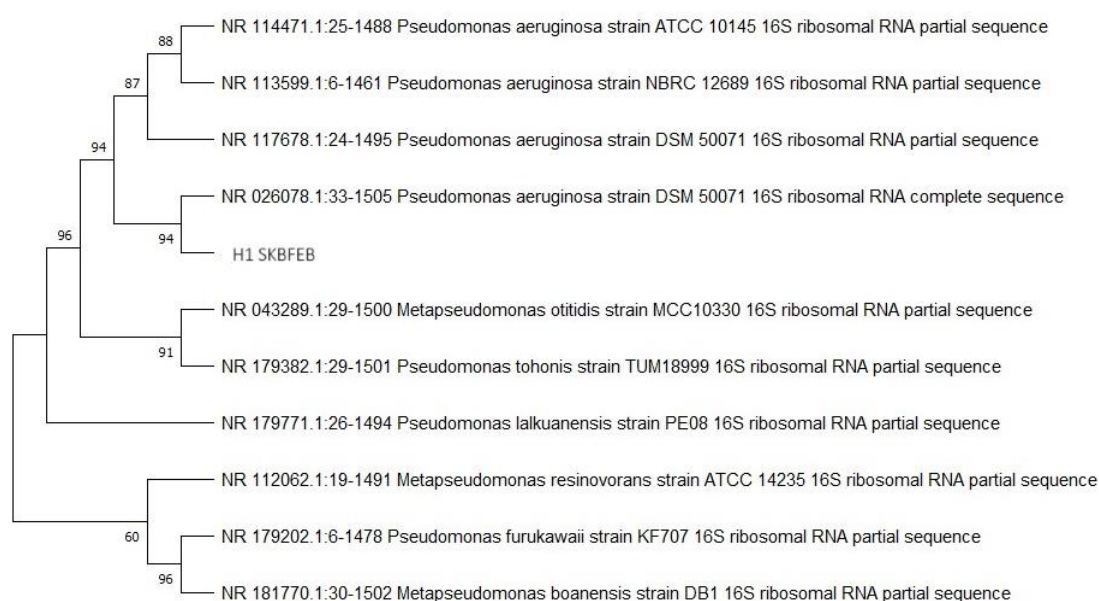 88
NR 114471.1:25-1488 Pseudomonas aeruginosa strain ATCC 10145 16S ribosomal RNA partial sequence
87
NR 113599.1:6-1461 Pseudomonas aeruginosa strain NBRC 12689 16S ribosomal RNA partial sequence
94
NR 117678.1:24-1495 Pseudomonas aeruginosa strain DSM 50071 16S ribosomal RNA partial sequence
NR 026078.1:33-1505 Pseudomonas aeruginosa strain DSM 50071 16S ribosomal RNA complete sequence
96
94
H1 SKBFEB
NR 043289.1:29-1500 Metapseudomonas otitidis strain MCC10330 16S ribosomal RNA partial sequence
91
NR 179382.1:29-1501 Pseudomonas tohonis strain TUM18999 16S ribosomal RNA partial sequence
NR 179771.1:26-1494 Pseudomonas lalkuanensis strain PE08 16S ribosomal RNA partial sequence
NR 112062.1:19-1491 Metapseudomonas resinovorans strain ATCC 14235 16S ribosomal RNA partial sequence
60
NR 179202.1:6-1478 Pseudomonas furukawaii strain KF707 16S ribosomal RNA partial sequence
96
NR 181770.1:30-1502 Metapseudomonas boanensis strain DB1 16S ribosomal RNA partial sequence